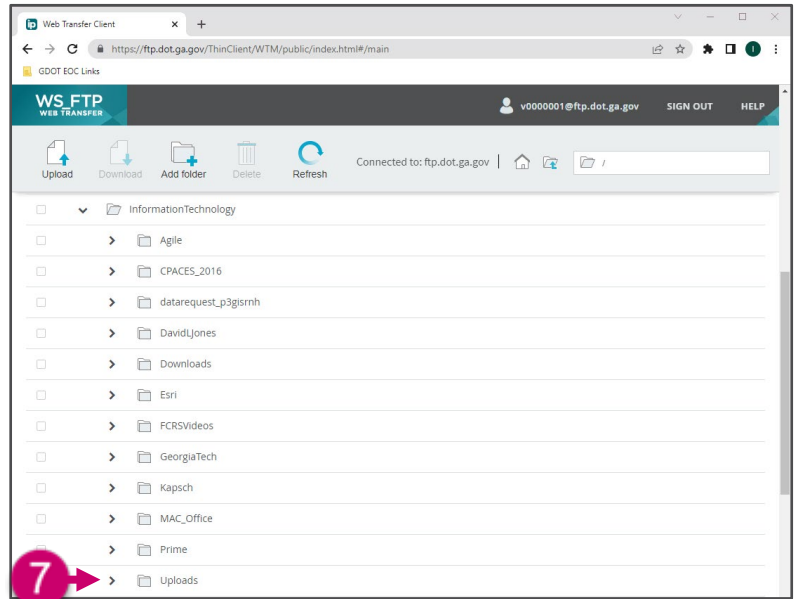 Web Transfer Client
https://ftp.dot.ga.gov/ThinClient/WTM/public/index.html#/main
GDOT EOC Links
WS_FTP
WEB TRANSFER
v0000001@ftp.dot.ga.gov SIGN OUT HELP
Upload Download Add folder Delete Refresh Connected to: ftp.dot.ga.gov | /
InformationTechnology
Agile
CPACES_2016
datarequest_p3gisrnh
DavidLJones
Downloads
Esri
FCRSVideos
GeorgiaTech
Kapsch
MAC_Office
Prime
7 Uploads